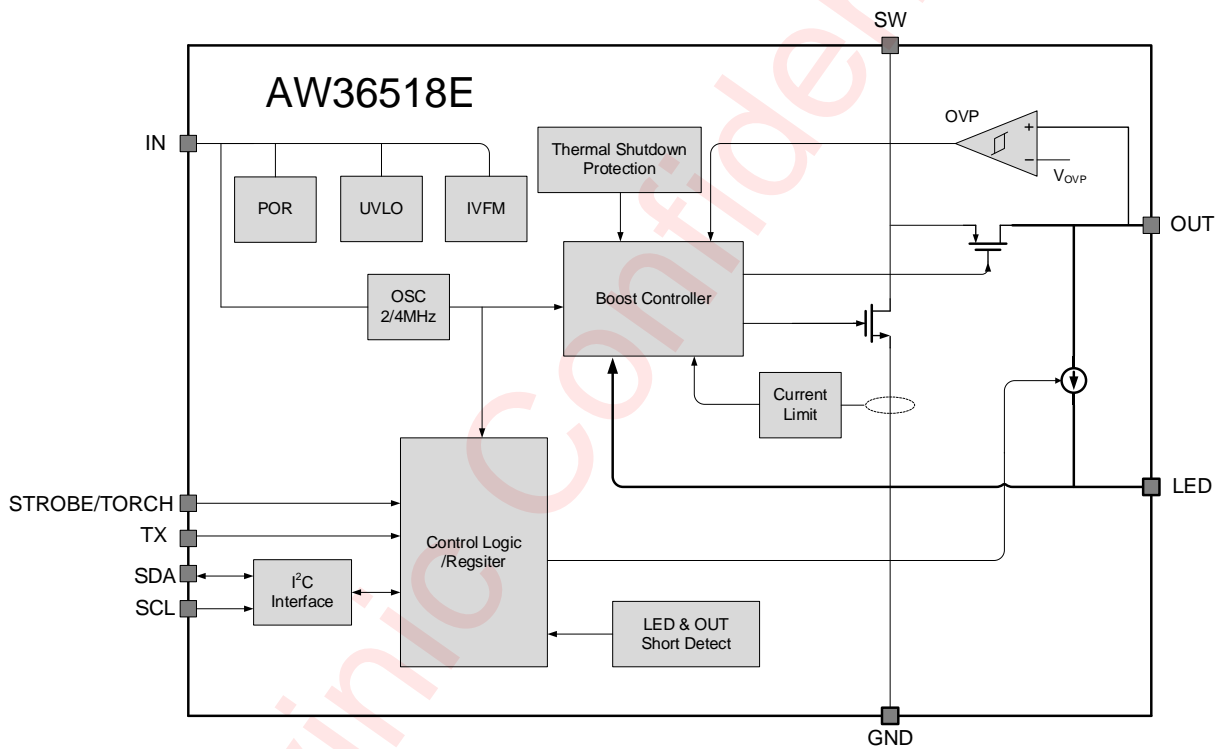 SW
AW36518E
OVP
IN
Thermal Shutdown
Protection
+
−
V_OVP
POR
UVLO
IVFM
OUT
OSC
2/4MHz
Boost Controller
Current
Limit
STROBE/TORCH
LED
TX
Control Logic
/Regsiter
SDA
I²C
Interface
SCL
LED & OUT
Short Detect
GND